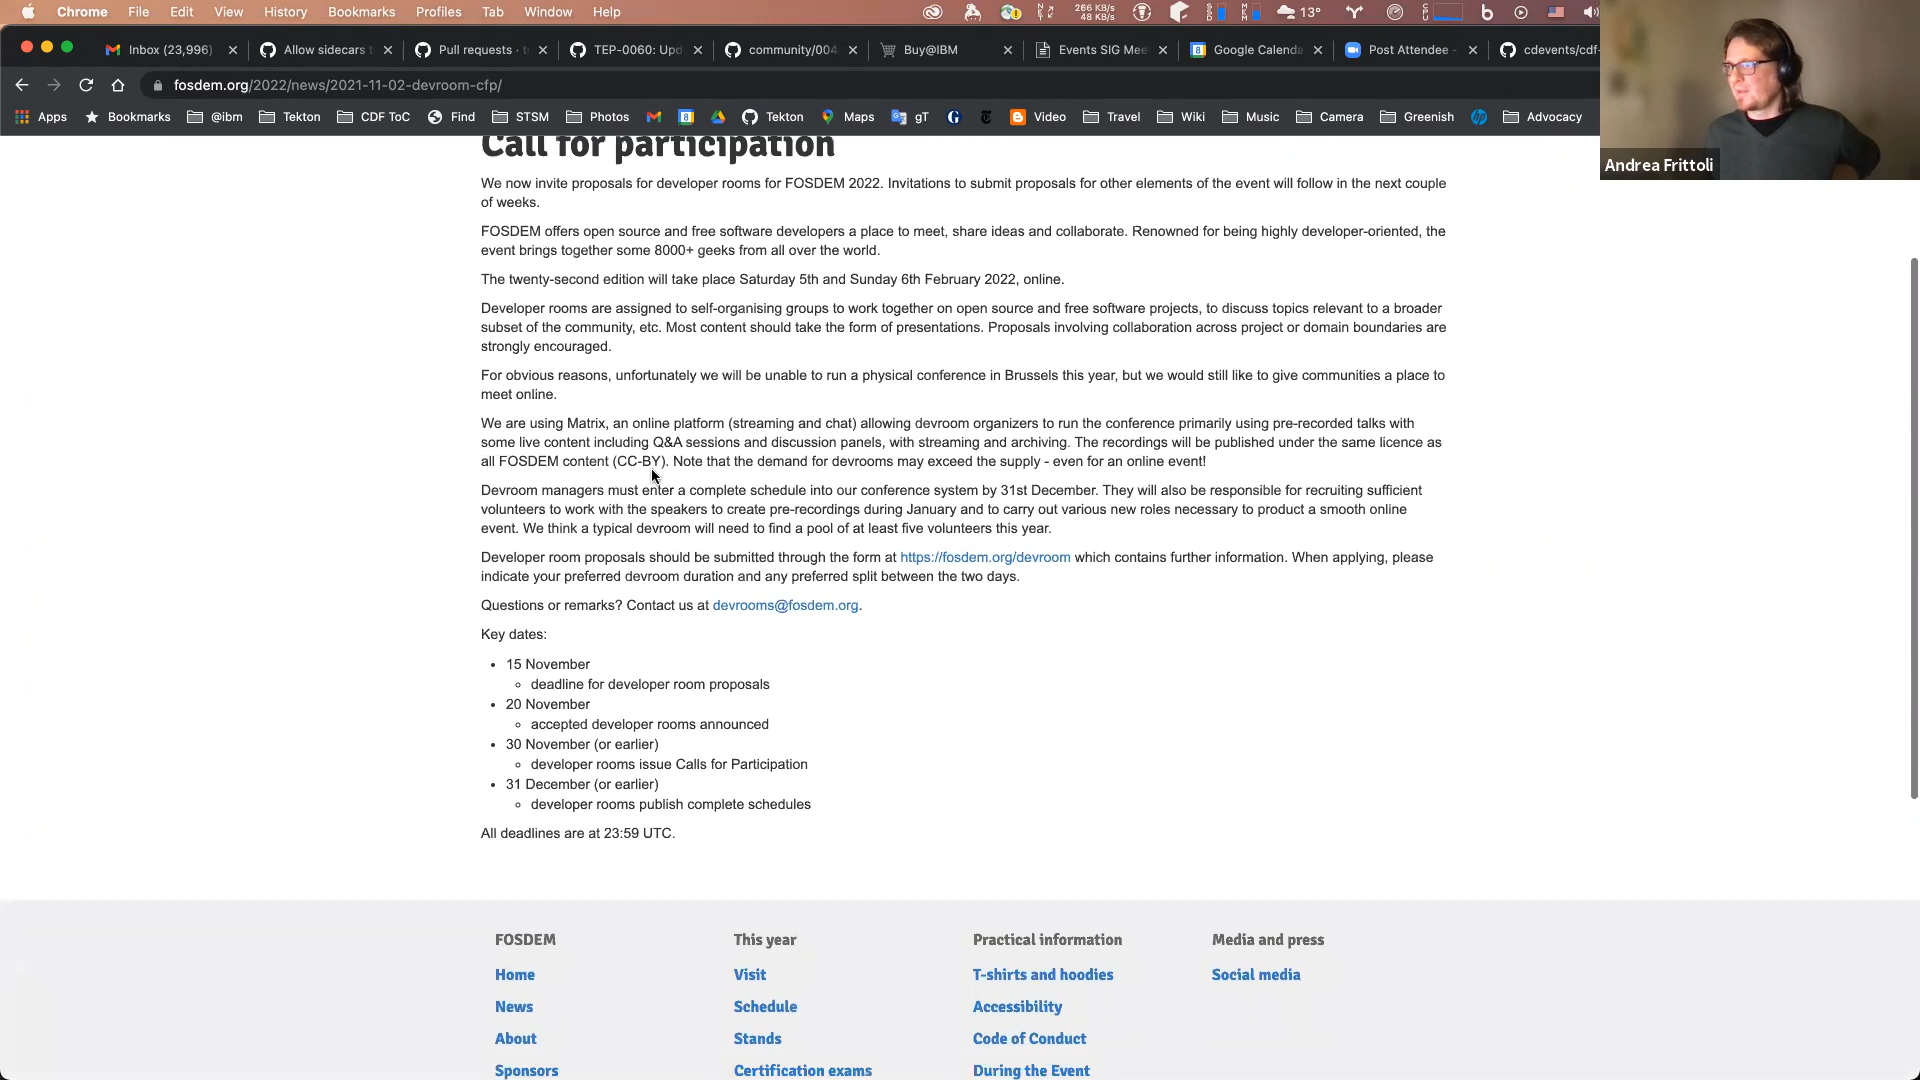 Chrome File Edit View History Bookmarks Profiles Tab Window Help 266 KB/s 48 KB/s 13°
Inbox (23,996) Allow sidecars t Pull requests · t TEP-0060: Upd community/004 Buy@IBM Events SIG Mee Google Calenda Post Attendee - cdevents/cdf-
fosdem.org/2022/news/2021-11-02-devroom-cfp/
Apps Bookmarks @ibm Tekton CDF ToC Find STSM Photos Tekton Maps gT Video Travel Wiki Music Camera Greenish Advocacy
Andrea Frittoli
Call for participation
We now invite proposals for developer rooms for FOSDEM 2022. Invitations to submit proposals for other elements of the event will follow in the next couple
of weeks.
FOSDEM offers open source and free software developers a place to meet, share ideas and collaborate. Renowned for being highly developer-oriented, the
event brings together some 8000+ geeks from all over the world.
The twenty-second edition will take place Saturday 5th and Sunday 6th February 2022, online.
Developer rooms are assigned to self-organising groups to work together on open source and free software projects, to discuss topics relevant to a broader
subset of the community, etc. Most content should take the form of presentations. Proposals involving collaboration across project or domain boundaries are
strongly encouraged.
For obvious reasons, unfortunately we will be unable to run a physical conference in Brussels this year, but we would still like to give communities a place to
meet online.
We are using Matrix, an online platform (streaming and chat) allowing devroom organizers to run the conference primarily using pre-recorded talks with
some live content including Q&A sessions and discussion panels, with streaming and archiving. The recordings will be published under the same licence as
all FOSDEM content (CC-BY). Note that the demand for devrooms may exceed the supply - even for an online event!
Devroom managers must enter a complete schedule into our conference system by 31st December. They will also be responsible for recruiting sufficient
volunteers to work with the speakers to create pre-recordings during January and to carry out various new roles necessary to product a smooth online
event. We think a typical devroom will need to find a pool of at least five volunteers this year.
Developer room proposals should be submitted through the form at https://fosdem.org/devroom which contains further information. When applying, please
indicate your preferred devroom duration and any preferred split between the two days.
Questions or remarks? Contact us at devrooms@fosdem.org.
Key dates:
• 15 November
◦ deadline for developer room proposals
• 20 November
◦ accepted developer rooms announced
• 30 November (or earlier)
◦ developer rooms issue Calls for Participation
• 31 December (or earlier)
◦ developer rooms publish complete schedules
All deadlines are at 23:59 UTC.
FOSDEM This year Practical information Media and press
Home Visit T-shirts and hoodies Social media
News Schedule Accessibility
About Stands Code of Conduct
Sponsors Certification exams During the Event